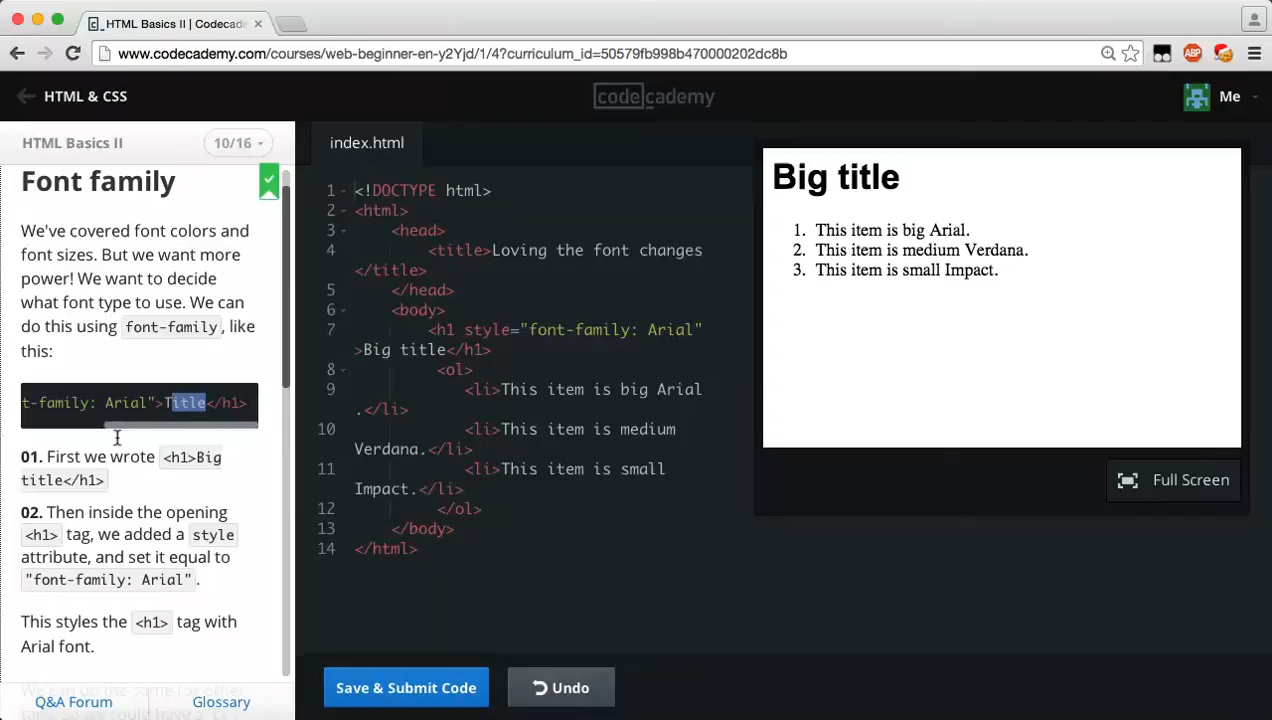 HTML Basics II | Codecade
www.codecademy.com/courses/web-beginner-en-y2Yjd/1/4?curriculum_id=50579fb998b470000202dc8b
ABP
HTML & CSS
codecademy
Me
HTML Basics II
10/16
Font family
We've covered font colors and
font sizes. But we want more
power! We want to decide
what font type to use. We can
do this using font-family, like
this:
t-family: Arial">Title</h1>
01. First we wrote <h1>Big
title</h1>
02. Then inside the opening
<h1> tag, we added a style
attribute, and set it equal to
"font-family: Arial".
This styles the <h1> tag with
Arial font.
We can do the same for other
Q&A Forum
Glossary
index.html
1 <!DOCTYPE html>
2 <html>
3 <head>
4 <title>Loving the font changes
</title>
5 </head>
6 <body>
7 <h1 style="font-family: Arial"
>Big title</h1>
8 <ol>
9 <li>This item is big Arial
.</li>
10 <li>This item is medium
Verdana.</li>
11 <li>This item is small
Impact.</li>
12 </ol>
13 </body>
14 </html>
Save & Submit Code
Undo
Big title
1. This item is big Arial.
2. This item is medium Verdana.
3. This item is small Impact.
Full Screen